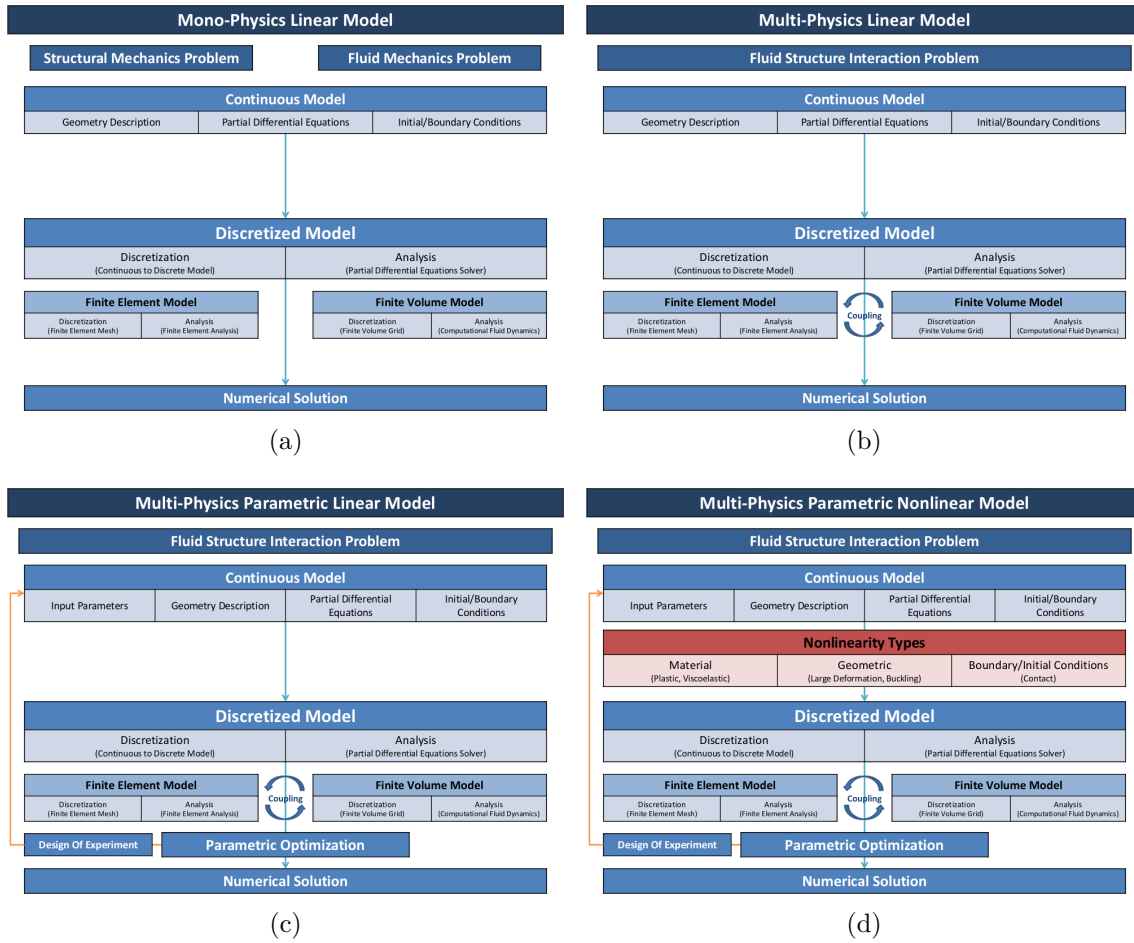 Mono-Physics Linear Model
Structural Mechanics Problem
Fluid Mechanics Problem
Continuous Model
Geometry Description
Partial Differential Equations
Initial/Boundary Conditions
Discretized Model
Discretization
(Continuous to Discrete Model)
Analysis
(Partial Differential Equations Solver)
Finite Element Model
Discretization
(Finite Element Mesh)
Analysis
(Finite Element Analysis)
Finite Volume Model
Discretization
(Finite Volume Grid)
Analysis
(Computational Fluid Dynamics)
Numerical Solution
(a)
Multi-Physics Linear Model
Fluid Structure Interaction Problem
Continuous Model
Geometry Description
Partial Differential Equations
Initial/Boundary Conditions
Discretized Model
Discretization
(Continuous to Discrete Model)
Analysis
(Partial Differential Equations Solver)
Finite Element Model
Discretization
(Finite Element Mesh)
Analysis
(Finite Element Analysis)
Coupling
Finite Volume Model
Discretization
(Finite Volume Grid)
Analysis
(Computational Fluid Dynamics)
Numerical Solution
(b)
Multi-Physics Parametric Linear Model
Fluid Structure Interaction Problem
Continuous Model
Input Parameters
Geometry Description
Partial Differential
Equations
Initial/Boundary
Conditions
Discretized Model
Discretization
(Continuous to Discrete Model)
Analysis
(Partial Differential Equations Solver)
Finite Element Model
Discretization
(Finite Element Mesh)
Analysis
(Finite Element Analysis)
Coupling
Finite Volume Model
Discretization
(Finite Volume Grid)
Analysis
(Computational Fluid Dynamics)
Design Of Experiment
Parametric Optimization
Numerical Solution
(c)
Multi-Physics Parametric Nonlinear Model
Fluid Structure Interaction Problem
Continuous Model
Input Parameters
Geometry Description
Partial Differential
Equations
Initial/Boundary
Conditions
Nonlinearity Types
Material
(Plastic, Viscoelastic)
Geometric
(Large Deformation, Buckling)
Boundary/Initial Conditions
(Contact)
Discretized Model
Discretization
(Continuous to Discrete Model)
Analysis
(Partial Differential Equations Solver)
Finite Element Model
Discretization
(Finite Element Mesh)
Analysis
(Finite Element Analysis)
Coupling
Finite Volume Model
Discretization
(Finite Volume Grid)
Analysis
(Computational Fluid Dynamics)
Design Of Experiment
Parametric Optimization
Numerical Solution
(d)